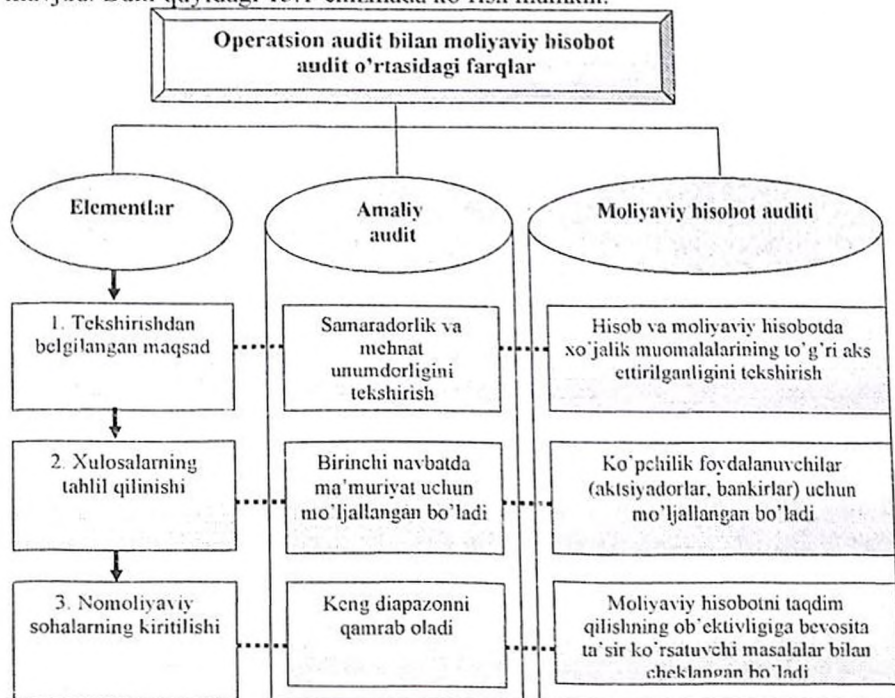 Operatsion audit bilan moliyaviy hisobot
audit o'rtasidagi farqlar
Elementlar
Amaliy
audit
Moliyaviy hisobot auditi
1. Tekshirishdan
belgilangan maqsad
Samaradorlik va
mehnat
unumdorligini
tekshirish
Hisob va moliyaviy hisobotda
xo'jalik muomalalarining to'g'ri aks
ettirilganligini tekshirish
2. Xulosalarning
tahlil qilinishi
Birinchi navbatda
ma'muriyat uchun
mo'ljallangan bo'ladi
Ko'pchilik foydalanuvchilar
(aktsiyadorlar, bankirlar) uchun
mo'ljallangan bo'ladi
3. Nomoliyaviy
sohalarning kiritilishi
Keng diapazonni
qamrab oladi
Moliyaviy hisobotni taqdim
qilishning ob'ektivligiga bevosita
ta'sir ko'rsatuvchi masalalar bilan
cheklangan bo'ladi